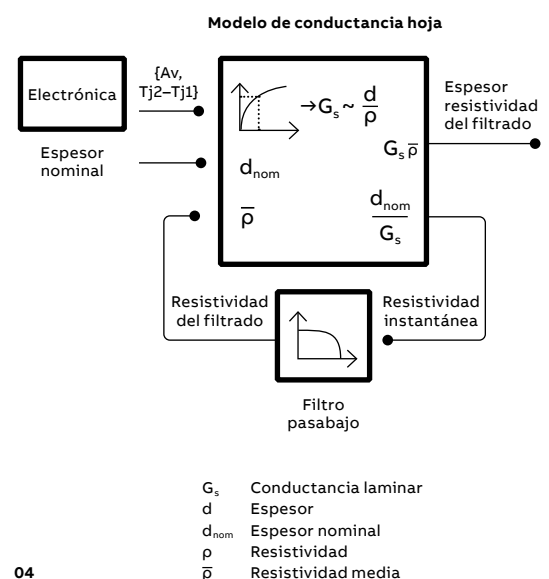 Modelo de conductancia hoja
Electrónica
{Av,
Tj2–Tj1}
→Gₛ ~ d/ρ
Espesor
resistividad
del filtrado
Espesor
nominal
dₙₒₘ
Gₛ ρ̅
ρ̅
dₙₒₘ/Gₛ
Resistividad
del filtrado
Resistividad
instantánea
Filtro
pasabajo
Gₛ Conductancia laminar
d Espesor
dₙₒₘ Espesor nominal
ρ Resistividad
ρ̅ Resistividad media
04